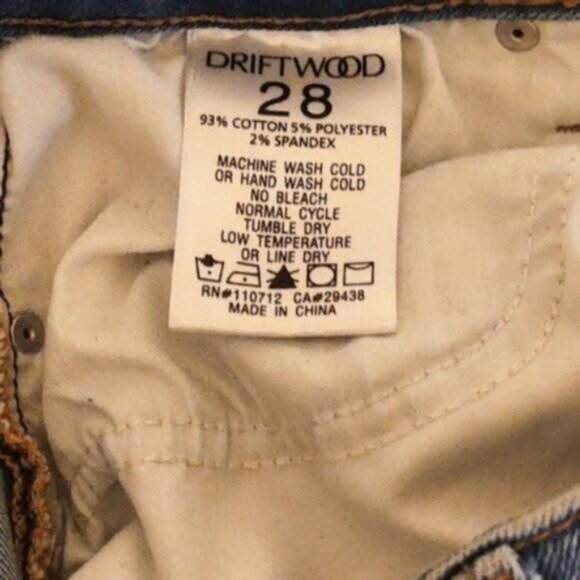 DRIFTWOOD
28
93% COTTON 5% POLYESTER
2% SPANDEX
MACHINE WASH COLD
OR HAND WASH COLD
NO BLEACH
NORMAL CYCLE
TUMBLE DRY
LOW TEMPERATURE
OR LINE DRY
RN#110712 CA#29438
MADE IN CHINA